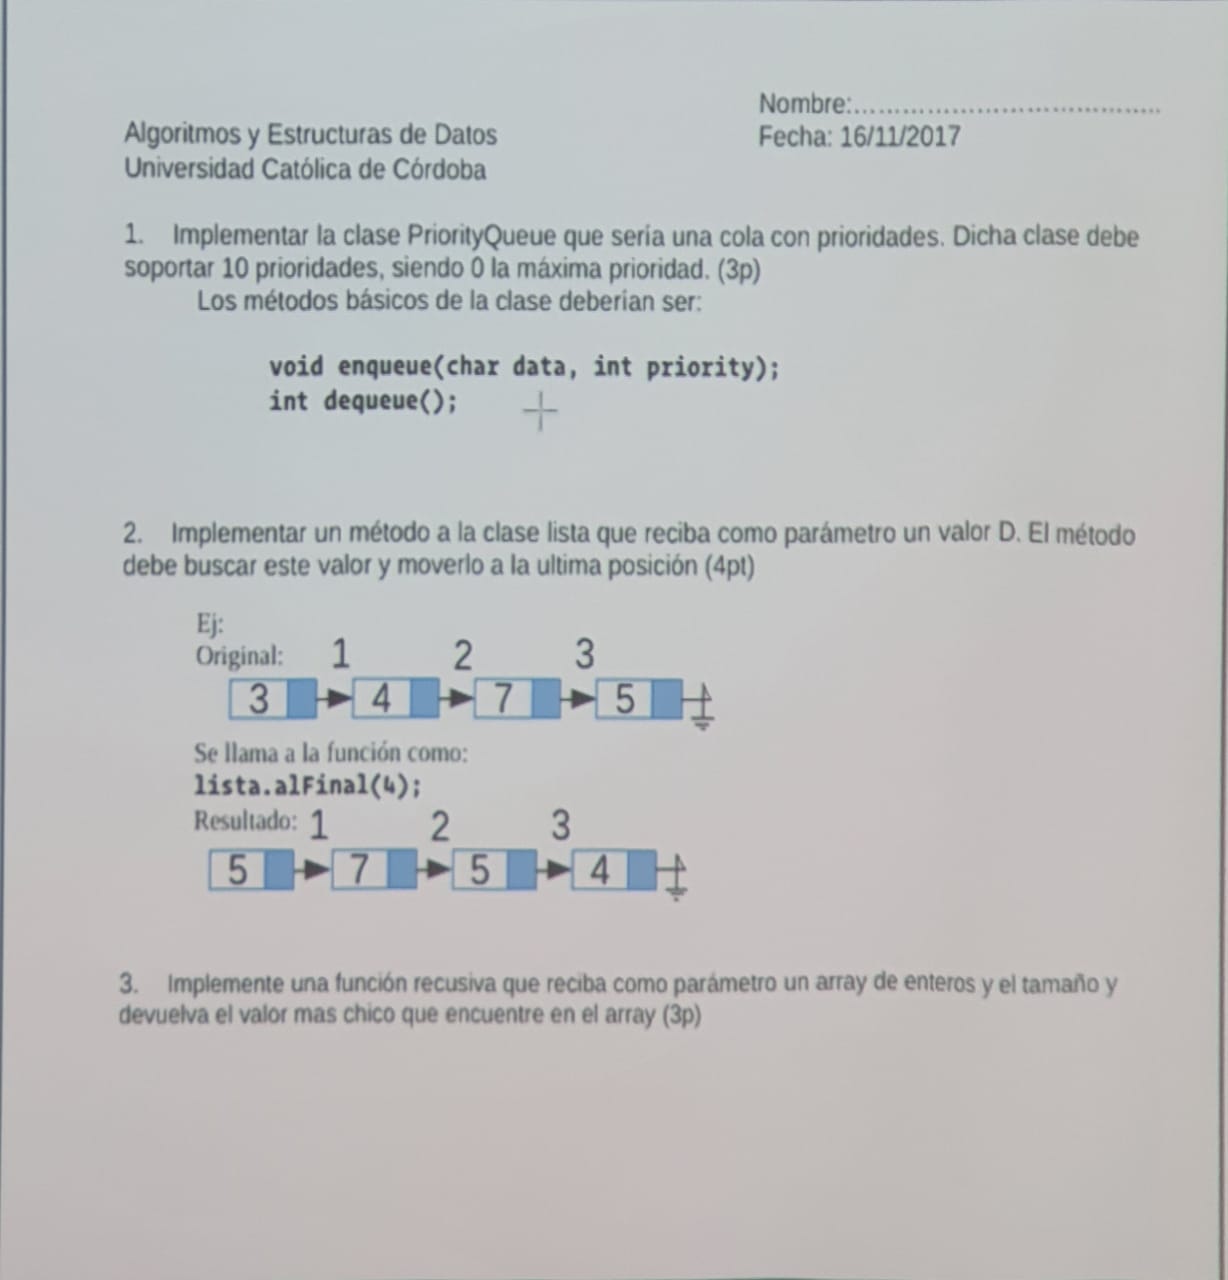 Nombre:......................................
Algoritmos y Estructuras de Datos
Fecha: 16/11/2017
Universidad Católica de Córdoba
1. Implementar la clase PriorityQueue que sería una cola con prioridades. Dicha clase debe
soportar 10 prioridades, siendo 0 la máxima prioridad. (3p)
Los métodos básicos de la clase deberían ser:
void enqueue(char data, int priority);
int dequeue();
2. Implementar un método a la clase lista que reciba como parámetro un valor D. El método
debe buscar este valor y moverlo a la ultima posición (4pt)
Ej:
Original: 1 2 3
3 4 7 5
Se llama a la función como:
lista.alFinal(4);
Resultado: 1 2 3
5 7 5 4
3. Implemente una función recusiva que reciba como parámetro un array de enteros y el tamaño y
devuelva el valor mas chico que encuentre en el array (3p)